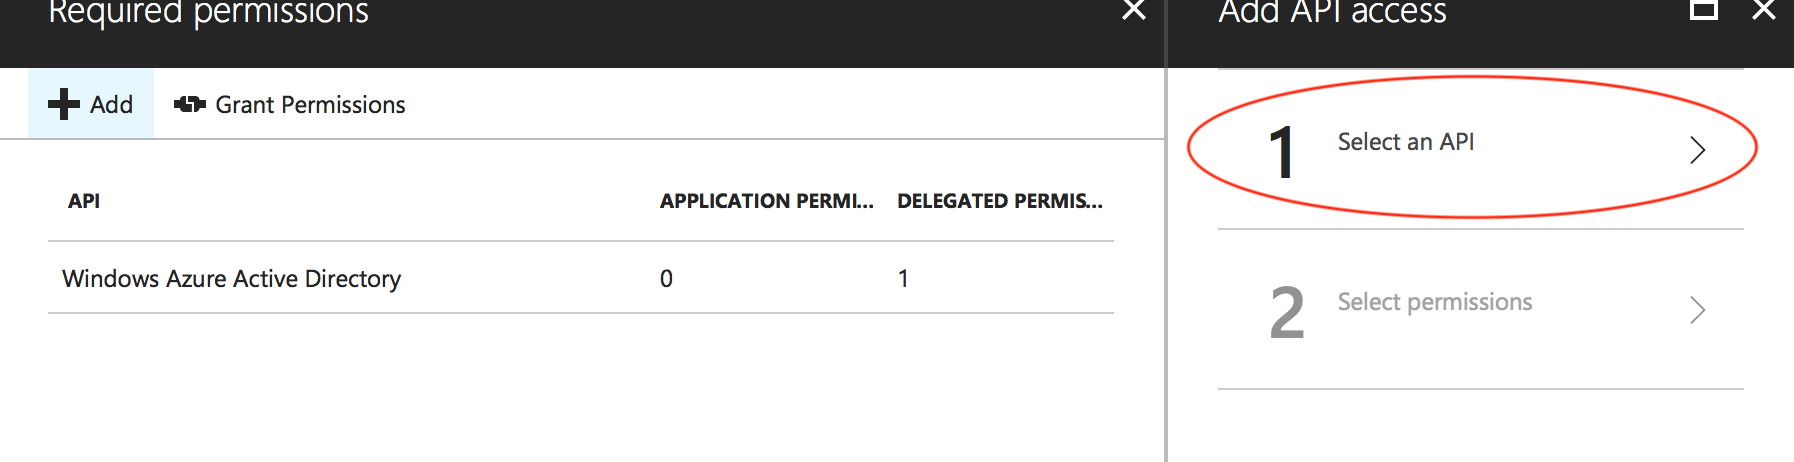 Required permissions
Add API access
Add
Grant Permissions
API
APPLICATION PERMI...
DELEGATED PERMIS...
Windows Azure Active Directory
0
1
1
Select an API
2
Select permissions